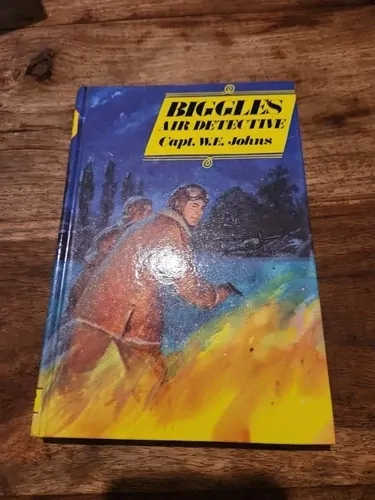 BIGGLES
AIR DETECTIVE
Capt. W.E. Johns